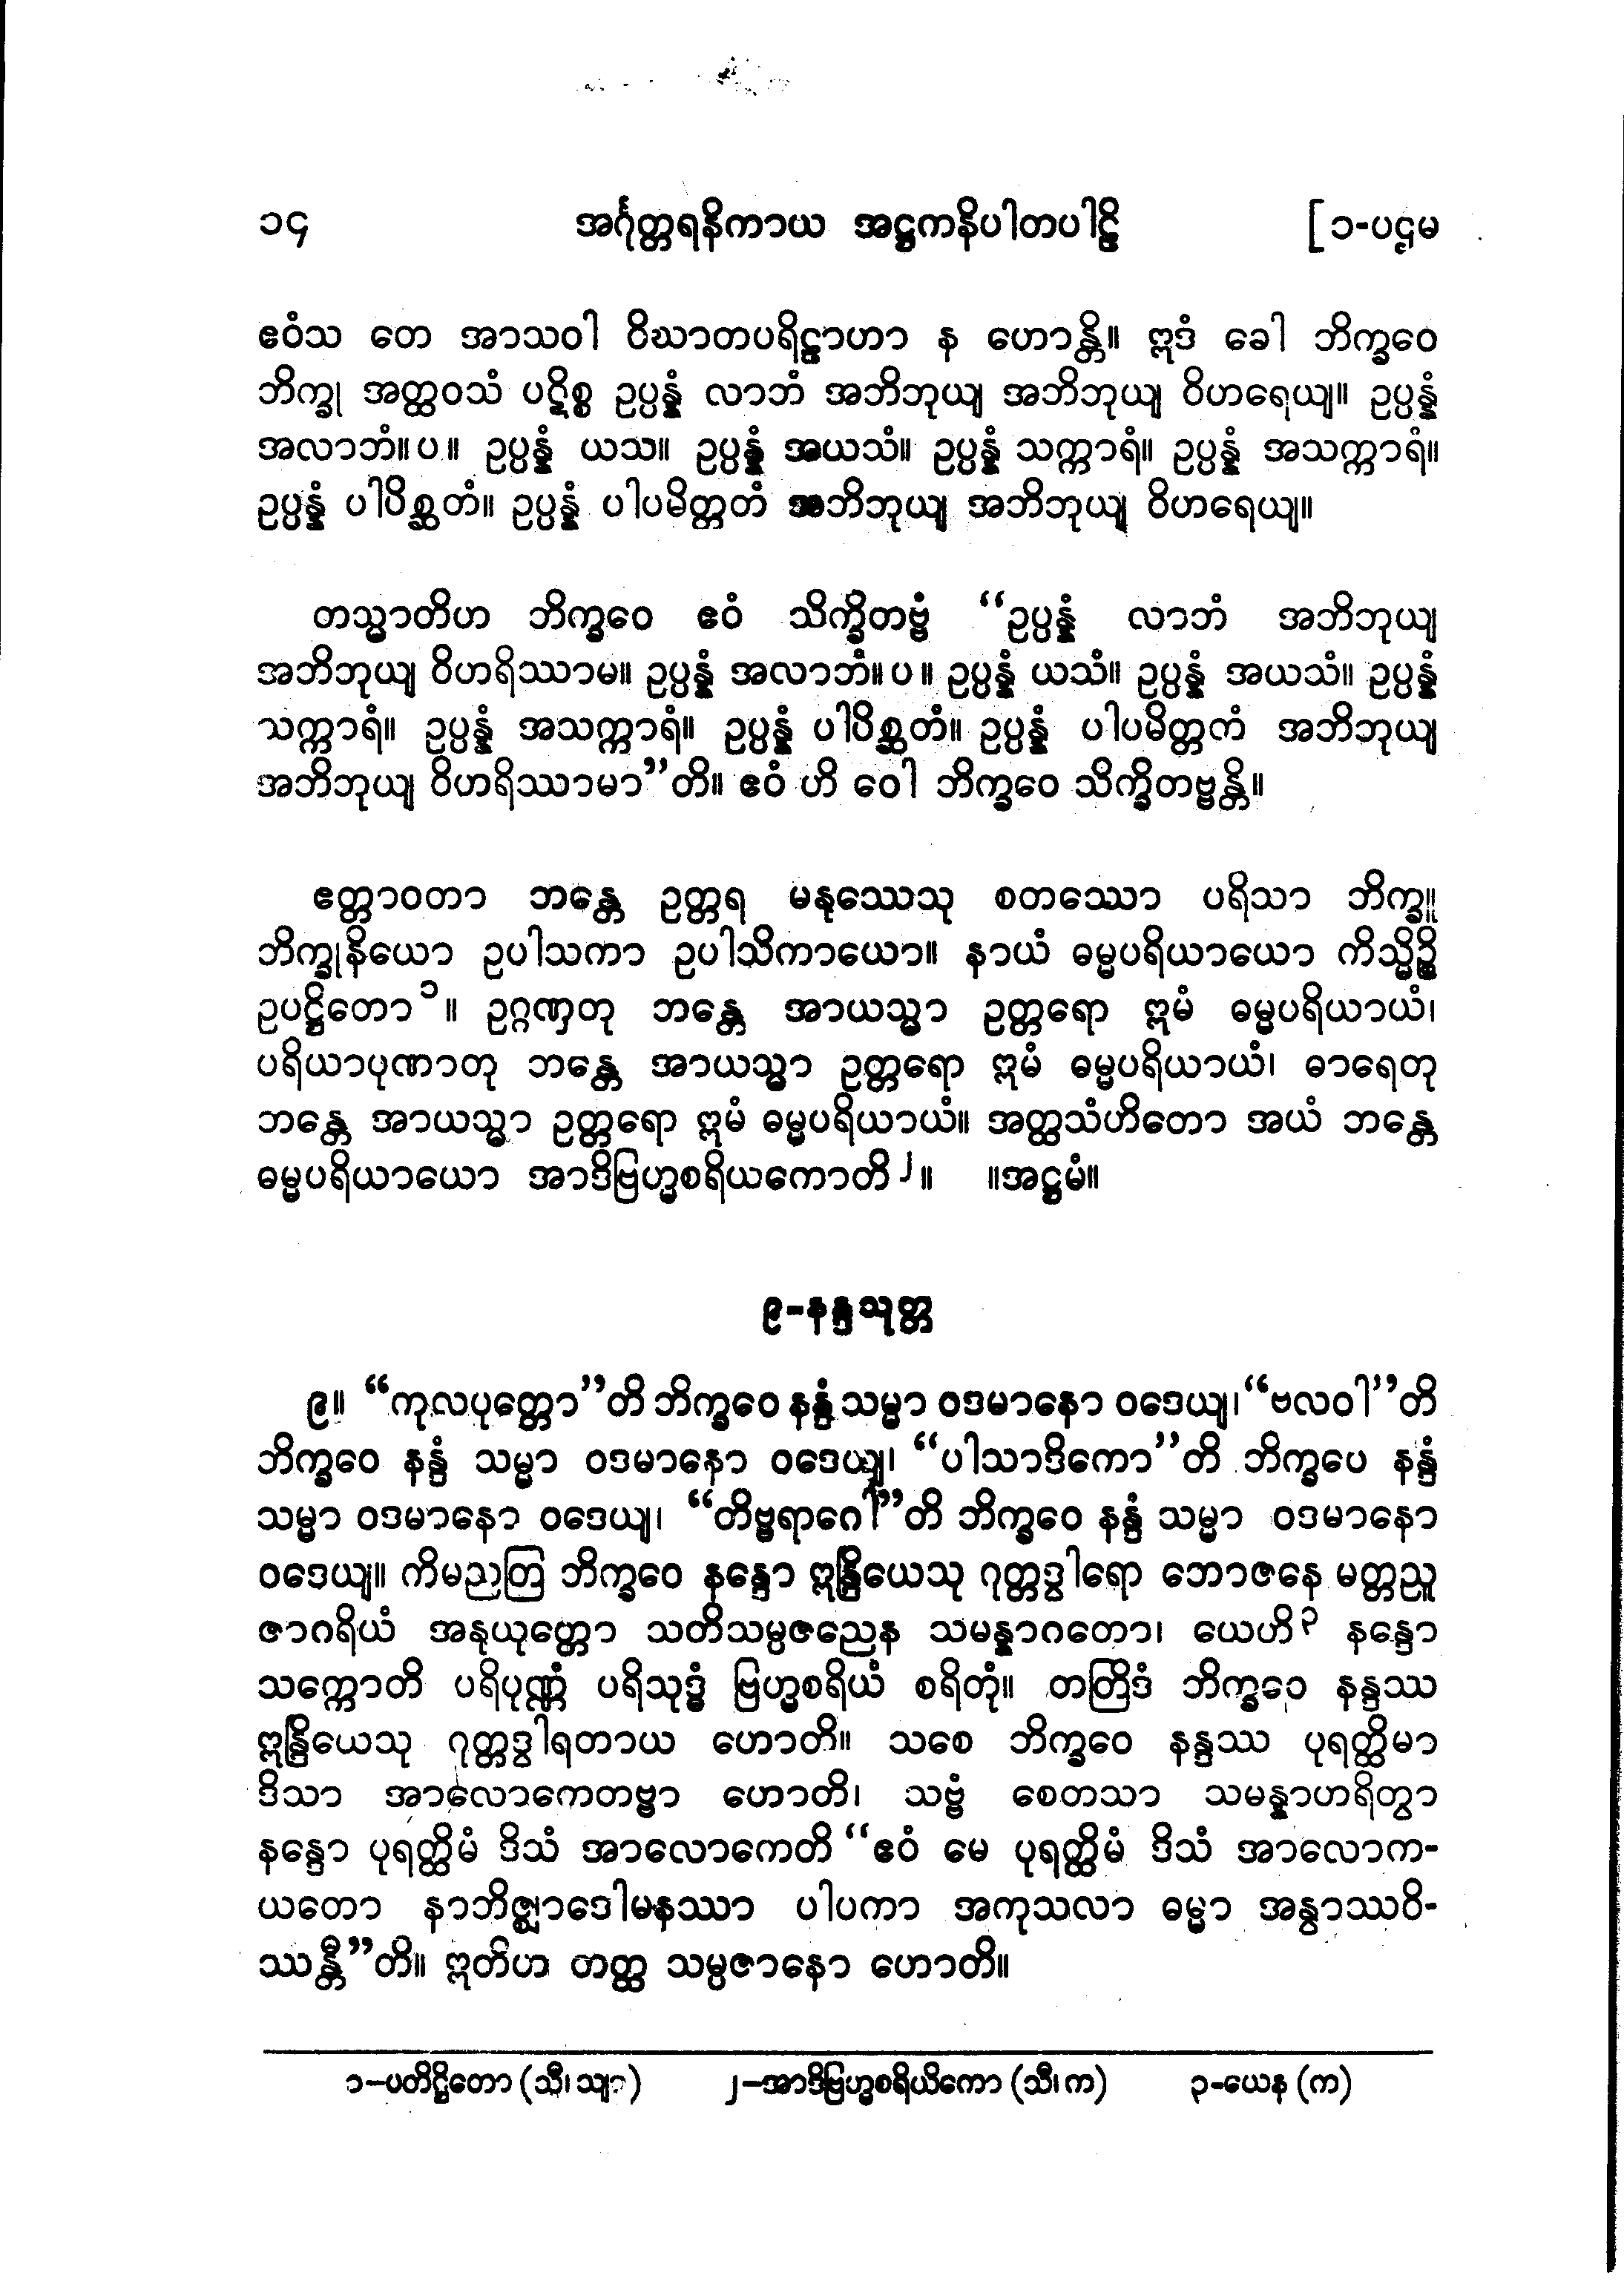 ၁၄ အင်္ဂုတ္တရနိကာယ အဋ္ဌကနိပါတပါဠိ [ ၁-ပဌမ
ဧဝံသ တေ အာသဝါ ဝိဃာတပရိဠာဟာ န ဟောန္တိ။ ဣဒံ ခေါ ဘိက္ခဝေ
ဘိက္ခု အတ္ထဝသံ ပဋိစ္စ ဥပ္ပန္နံ လာဘံ အဘိဘုယျ အဘိဘုယျ ဝိဟရေယျ။ ဥပ္ပန္နံ
အလာဘံ။ပ။ ဥပ္ပန္နံ ယသ။ ဥပ္ပန္နံ အယသံ။ ဥပ္ပန္နံ သက္ကာရံ။ ဥပ္ပန္နံ အသက္ကာရံ။
ဥပ္ပန္နံ ပါပိစ္ဆတံ။ ဥပ္ပန္နံ ပါပမိတ္တတံ အဘိဘုယျ အဘိဘုယျ ဝိဟရေယျ။
တသ္မာတိဟ ဘိက္ခဝေ ဧဝံ သိက္ခိတဗ္ဗံ “ဥပ္ပန္နံ လာဘံ အဘိဘုယျ
အဘိဘုယျ ဝိဟရိဿာမ။ ဥပ္ပန္နံ အလာဘံ။ပ။ ဥပ္ပန္နံ ယသံ။ ဥပ္ပန္နံ အယသံ။ ဥပ္ပန္နံ
သက္ကာရံ။ ဥပ္ပန္နံ အသက္ကာရံ။ ဥပ္ပန္နံ ပါပိစ္ဆတံ။ ဥပ္ပန္နံ ပါပမိတ္တတံ အဘိဘုယျ
အဘိဘုယျ ဝိဟရိဿာမာ”တိ။ ဧဝံ ဟိ ဝေါ ဘိက္ခဝေ သိက္ခိတဗ္ဗန္တိ။
ဧတ္တာဝတာ ဘန္တေ ဥတ္တရ မနုဿေသု စတဿော ပရိသာ ဘိက္ခူ
ဘိက္ခုနိယော ဥပါသကာ ဥပါသိကာယော။ နာယံ ဓမ္မပရိယာယော ကိသ္မိဉ္စိ
ဥပဋ္ဌိတော၁။ ဥဂ္ဂဏှတု ဘန္တေ အာယသ္မာ ဥတ္တရော ဣမံ ဓမ္မပရိယာယံ၊
ပရိယာပုဏာတု ဘန္တေ အာယသ္မာ ဥတ္တရော ဣမံ ဓမ္မပရိယာယံ၊ ဓာရေတု
ဘန္တေ အာယသ္မာ ဥတ္တရော ဣမံ ဓမ္မပရိယာယံ။ အတ္ထသံဟိတော အယံ ဘန္တေ
ဓမ္မပရိယာယော အာဒိဗြဟ္မစရိယကောတိ၂။ ။အဋ္ဌမံ။
၉-နန္ဒသုတ္တ
၉။ “ကုလပုတ္တော”တိ ဘိက္ခဝေ နန္ဒံ သမ္မာ ဝဒမာနော ဝဒေယျ၊ “ဗလဝါ”တိ
ဘိက္ခဝေ နန္ဒံ သမ္မာ ဝဒမာနော ဝဒေယျ၊ “ပါသာဒိကော”တိ ဘိက္ခပေ နန္ဒံ
သမ္မာ ဝဒမာနော ဝဒေယျ၊ “တိဗ္ဗရာဂေါ”တိ ဘိက္ခဝေ နန္ဒံ သမ္မာ ဝဒမာနော
ဝဒေယျ။ ကိမညတြ ဘိက္ခဝေ နန္ဒော ဣန္ဒြိယေသု ဂုတ္တဒွါရော ဘောဇနေ မတ္တညူ
ဇာဂရိယံ အနုယုတ္တော သတိသမ္ပဇညေန သမန္နာဂတော၊ ယေဟိ၃ နန္ဒော
သက္ကောတိ ပရိပုဏ္ဏံ ပရိသုဒ္ဓံ ဗြဟ္မစရိယံ စရိတုံ။ တတြိဒံ ဘိက္ခဝေ နန္ဒဿ
ဣန္ဒြိယေသု ဂုတ္တဒွါရတာယ ဟောတိ။ သစေ ဘိက္ခဝေ နန္ဒဿ ပုရတ္ထိမာ
ဒိသာ အာလောကေတဗ္ဗာ ဟောတိ၊ သဗ္ဗံ စေတသာ သမန္နာဟရိတွာ
နန္ဒော ပုရတ္ထိမံ ဒိသံ အာလောကေတိ “ဧဝံ မေ ပုရတ္ထိမံ ဒိသံ အာလောက-
ယတော နာဘိဇ္ဈာဒေါမနဿာ ပါပကာ အကုသလာ ဓမ္မာ အန္ွာဿဝိ-
ဿန္တီ”တိ။ ဣတိဟ တတ္ထ သမ္ပဇာနော ဟောတိ။
၁-ပတိဋ္ဌိတော (သီ၊ သျာ) ၂-အာဒိဗြဟ္မစရိယိကော (သီ၊ က) ၃-ယေန (က)